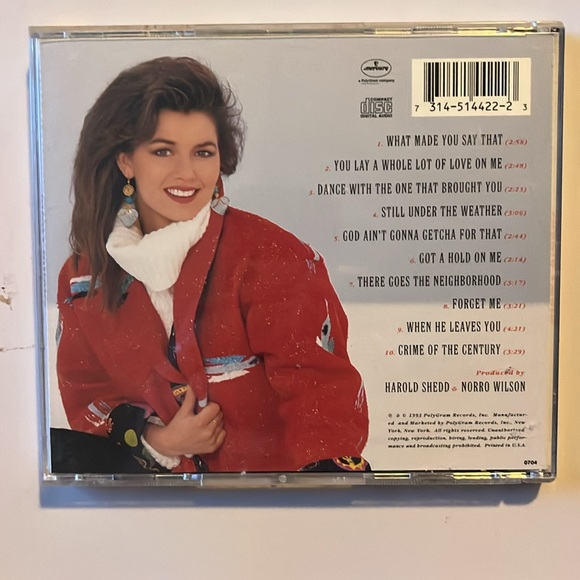 mercury
a PolyGram company
COMPACT
disc
DIGITAL AUDIO
7 314-514422-2 3
1. WHAT MADE YOU SAY THAT (2:58)
2. YOU LAY A WHOLE LOT OF LOVE ON ME (2:48)
3. DANCE WITH THE ONE THAT BROUGHT YOU (2:23)
4. STILL UNDER THE WEATHER (3:09)
5. GOD AIN'T GONNA GETCHA FOR THAT (2:44)
6. GOT A HOLD ON ME (2:14)
7. THERE GOES THE NEIGHBORHOOD (3:17)
8. FORGET ME (3:21)
9. WHEN HE LEAVES YOU (4:21)
10. CRIME OF THE CENTURY (3:29)
Produced by
HAROLD SHEDD & NORRO WILSON
℗ & © 1993 PolyGram Records, Inc. Manufactur-
ed and Marketed by PolyGram Records, Inc., New
York, New York. All rights reserved. Unauthorized
copying, reproduction, hiring, lending, public perfor-
mance and broadcasting prohibited. Printed in U.S.A.
0704